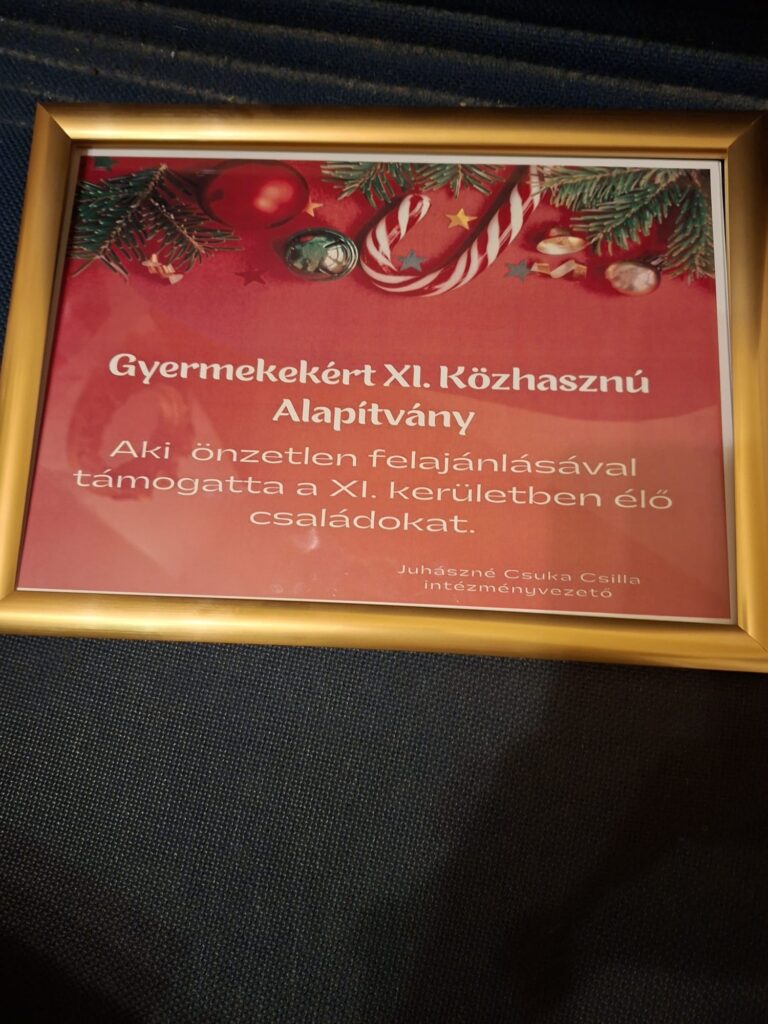 Gyermekekért XI. Közhasznú
Alapítvány
Aki önzetlen felajánlásával
támogatta a XI. kerületben élő
családokat.
Juhászné Csuka Csilla
intézményvezető